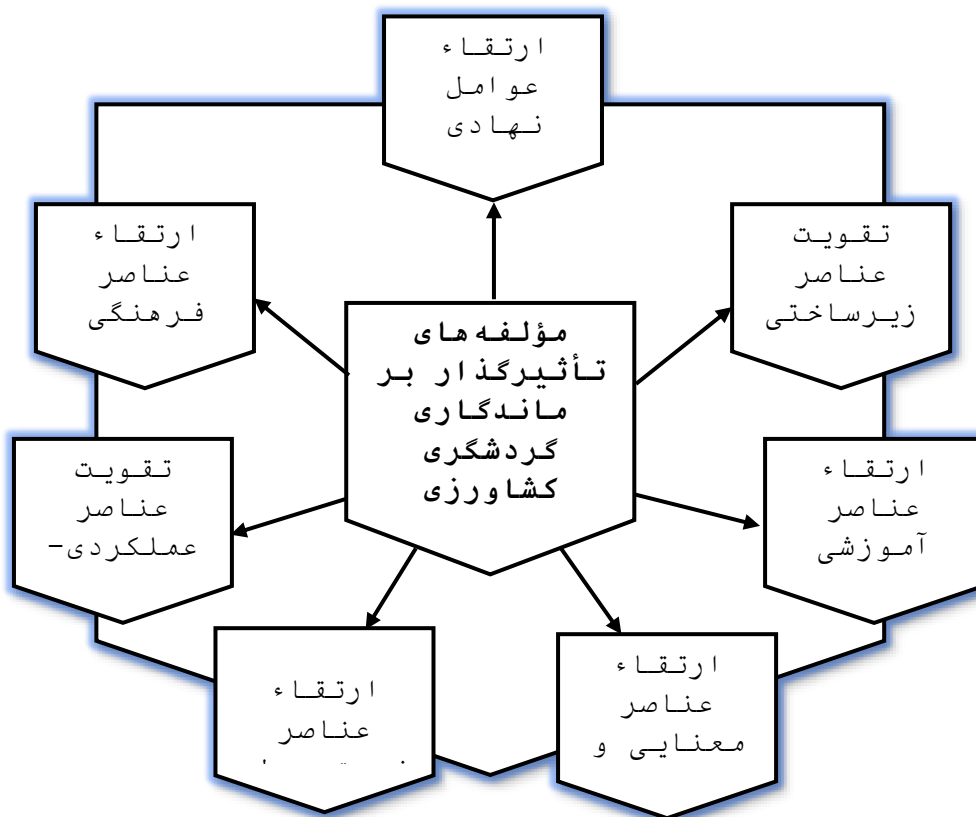 ارتقاء
عوامل
نهادی
تقویت
عناصر
زیرساختی
ارتقاء
عناصر
فرهنگی
مؤلفه های
تأثیرگذار بر
ماندگاری
گردشگری
کشاورزی
ارتقاء
عناصر
آموزشی
تقویت
عناصر
عملکردی-
ارتقاء
عناصر
معنایی و
ارتقاء
عناصر